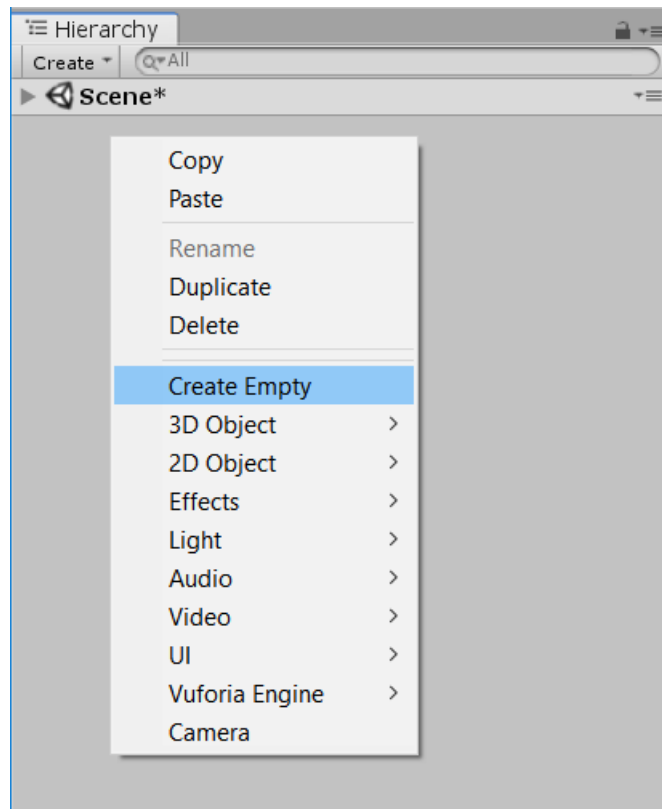 Hierarchy
Create All
Scene*
Copy
Paste
Rename
Duplicate
Delete
Create Empty
3D Object
2D Object
Effects
Light
Audio
Video
UI
Vuforia Engine
Camera